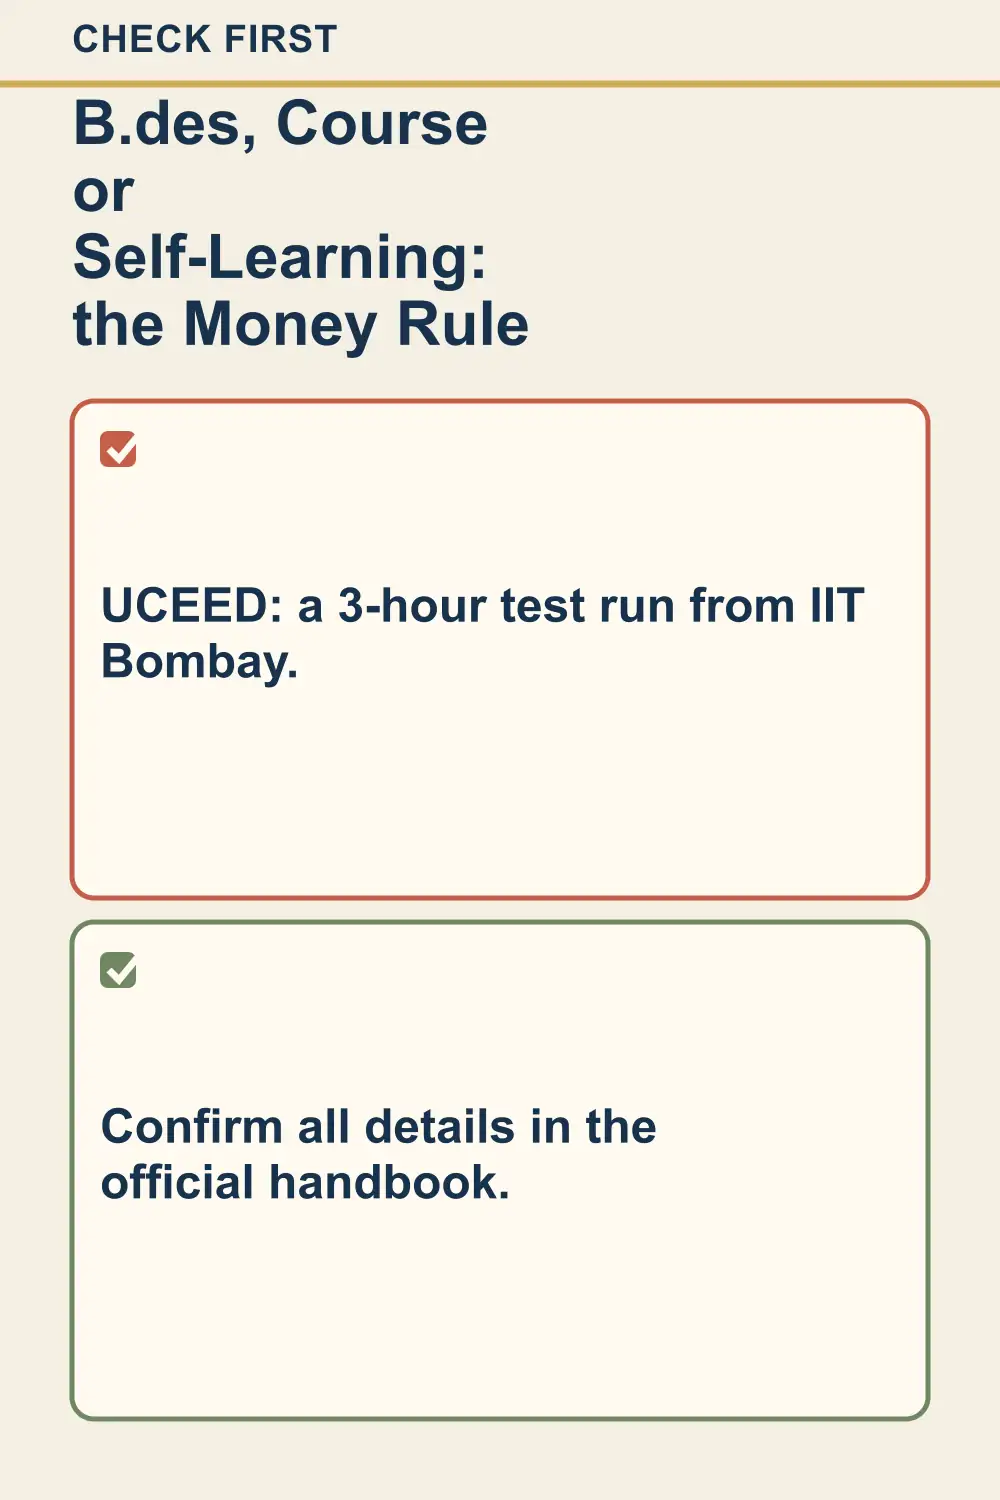 CHECK FIRST
B.des, Course
or
Self-Learning:
the Money Rule
UCEED: a 3-hour test run from IIT
Bombay.
Confirm all details in the
official handbook.